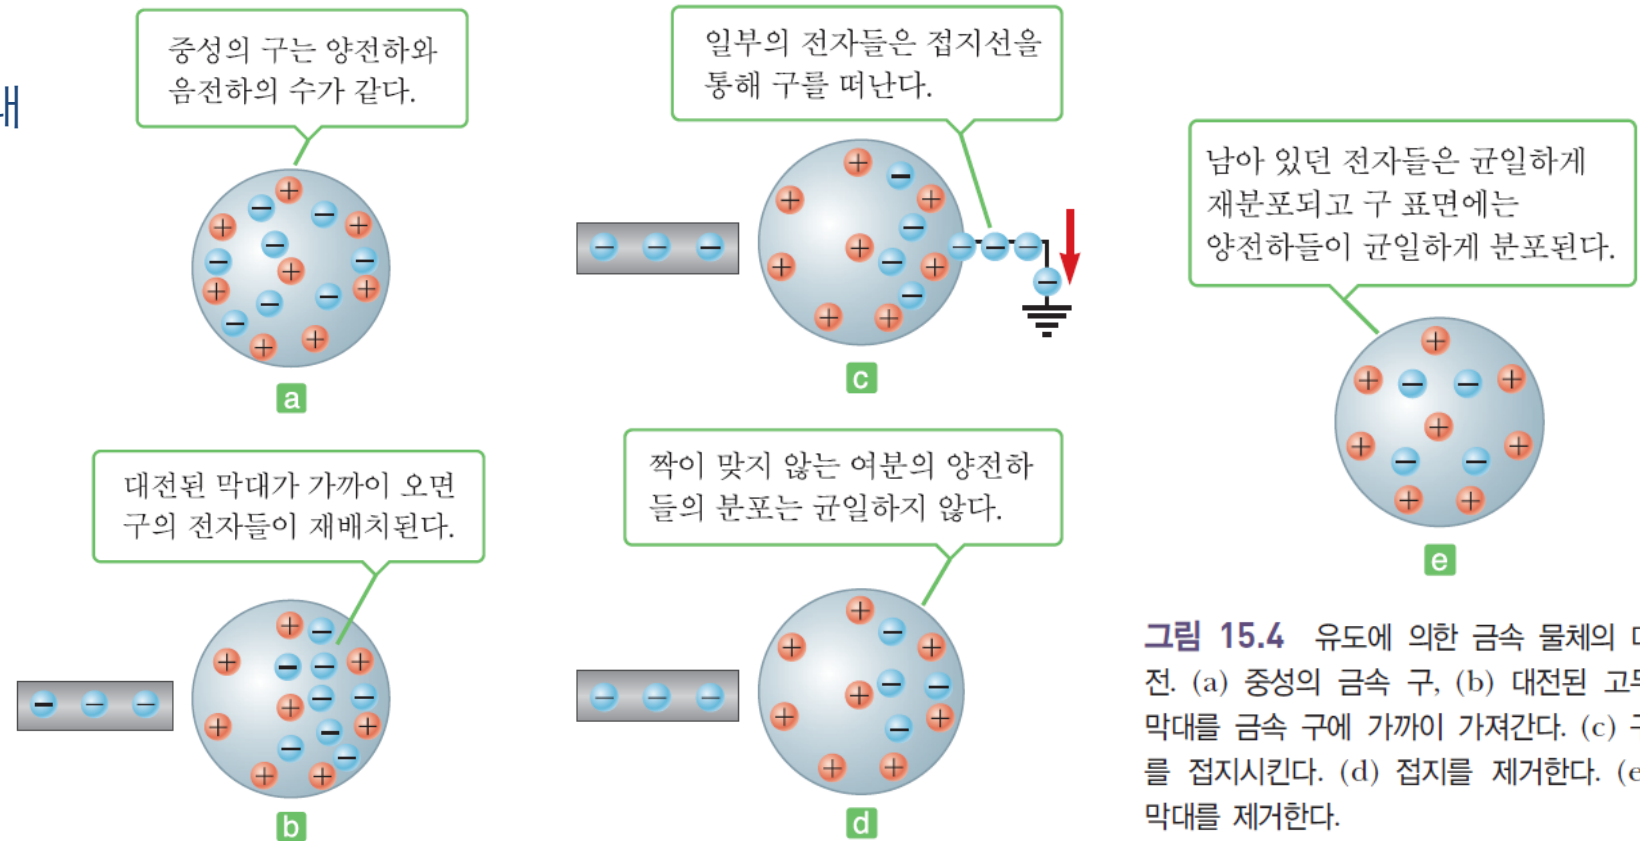 중성의 구는 양전하와
음전하의 수가 같다.
a
대전된 막대가 가까이 오면
구의 전자들이 재배치된다.
b
일부의 전자들은 접지선을
통해 구를 떠난다.
c
짝이 맞지 않는 여분의 양전하
들의 분포는 균일하지 않다.
d
남아 있던 전자들은 균일하게
재분포되고 구 표면에는
양전하들이 균일하게 분포된다.
e
그림 15.4 유도에 의한 금속 물체의
전. (a) 중성의 금속 구, (b) 대전된
막대를 금속 구에 가까이 가져간다. (c)
를 접지시킨다. (d) 접지를 제거한다. (e
막대를 제거한다.